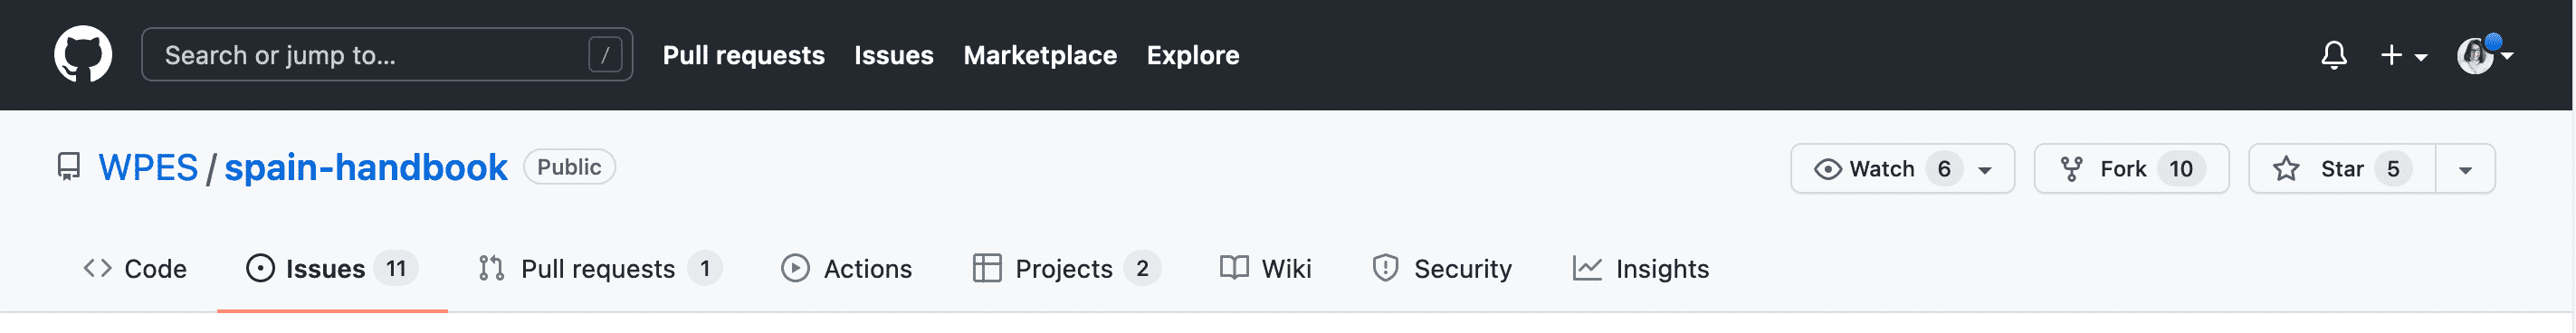 Search or jump to... / Pull requests Issues Marketplace Explore
WPES / spain-handbook Public Watch 6 Fork 10 Star 5
Code Issues 11 Pull requests 1 Actions Projects 2 Wiki Security Insights